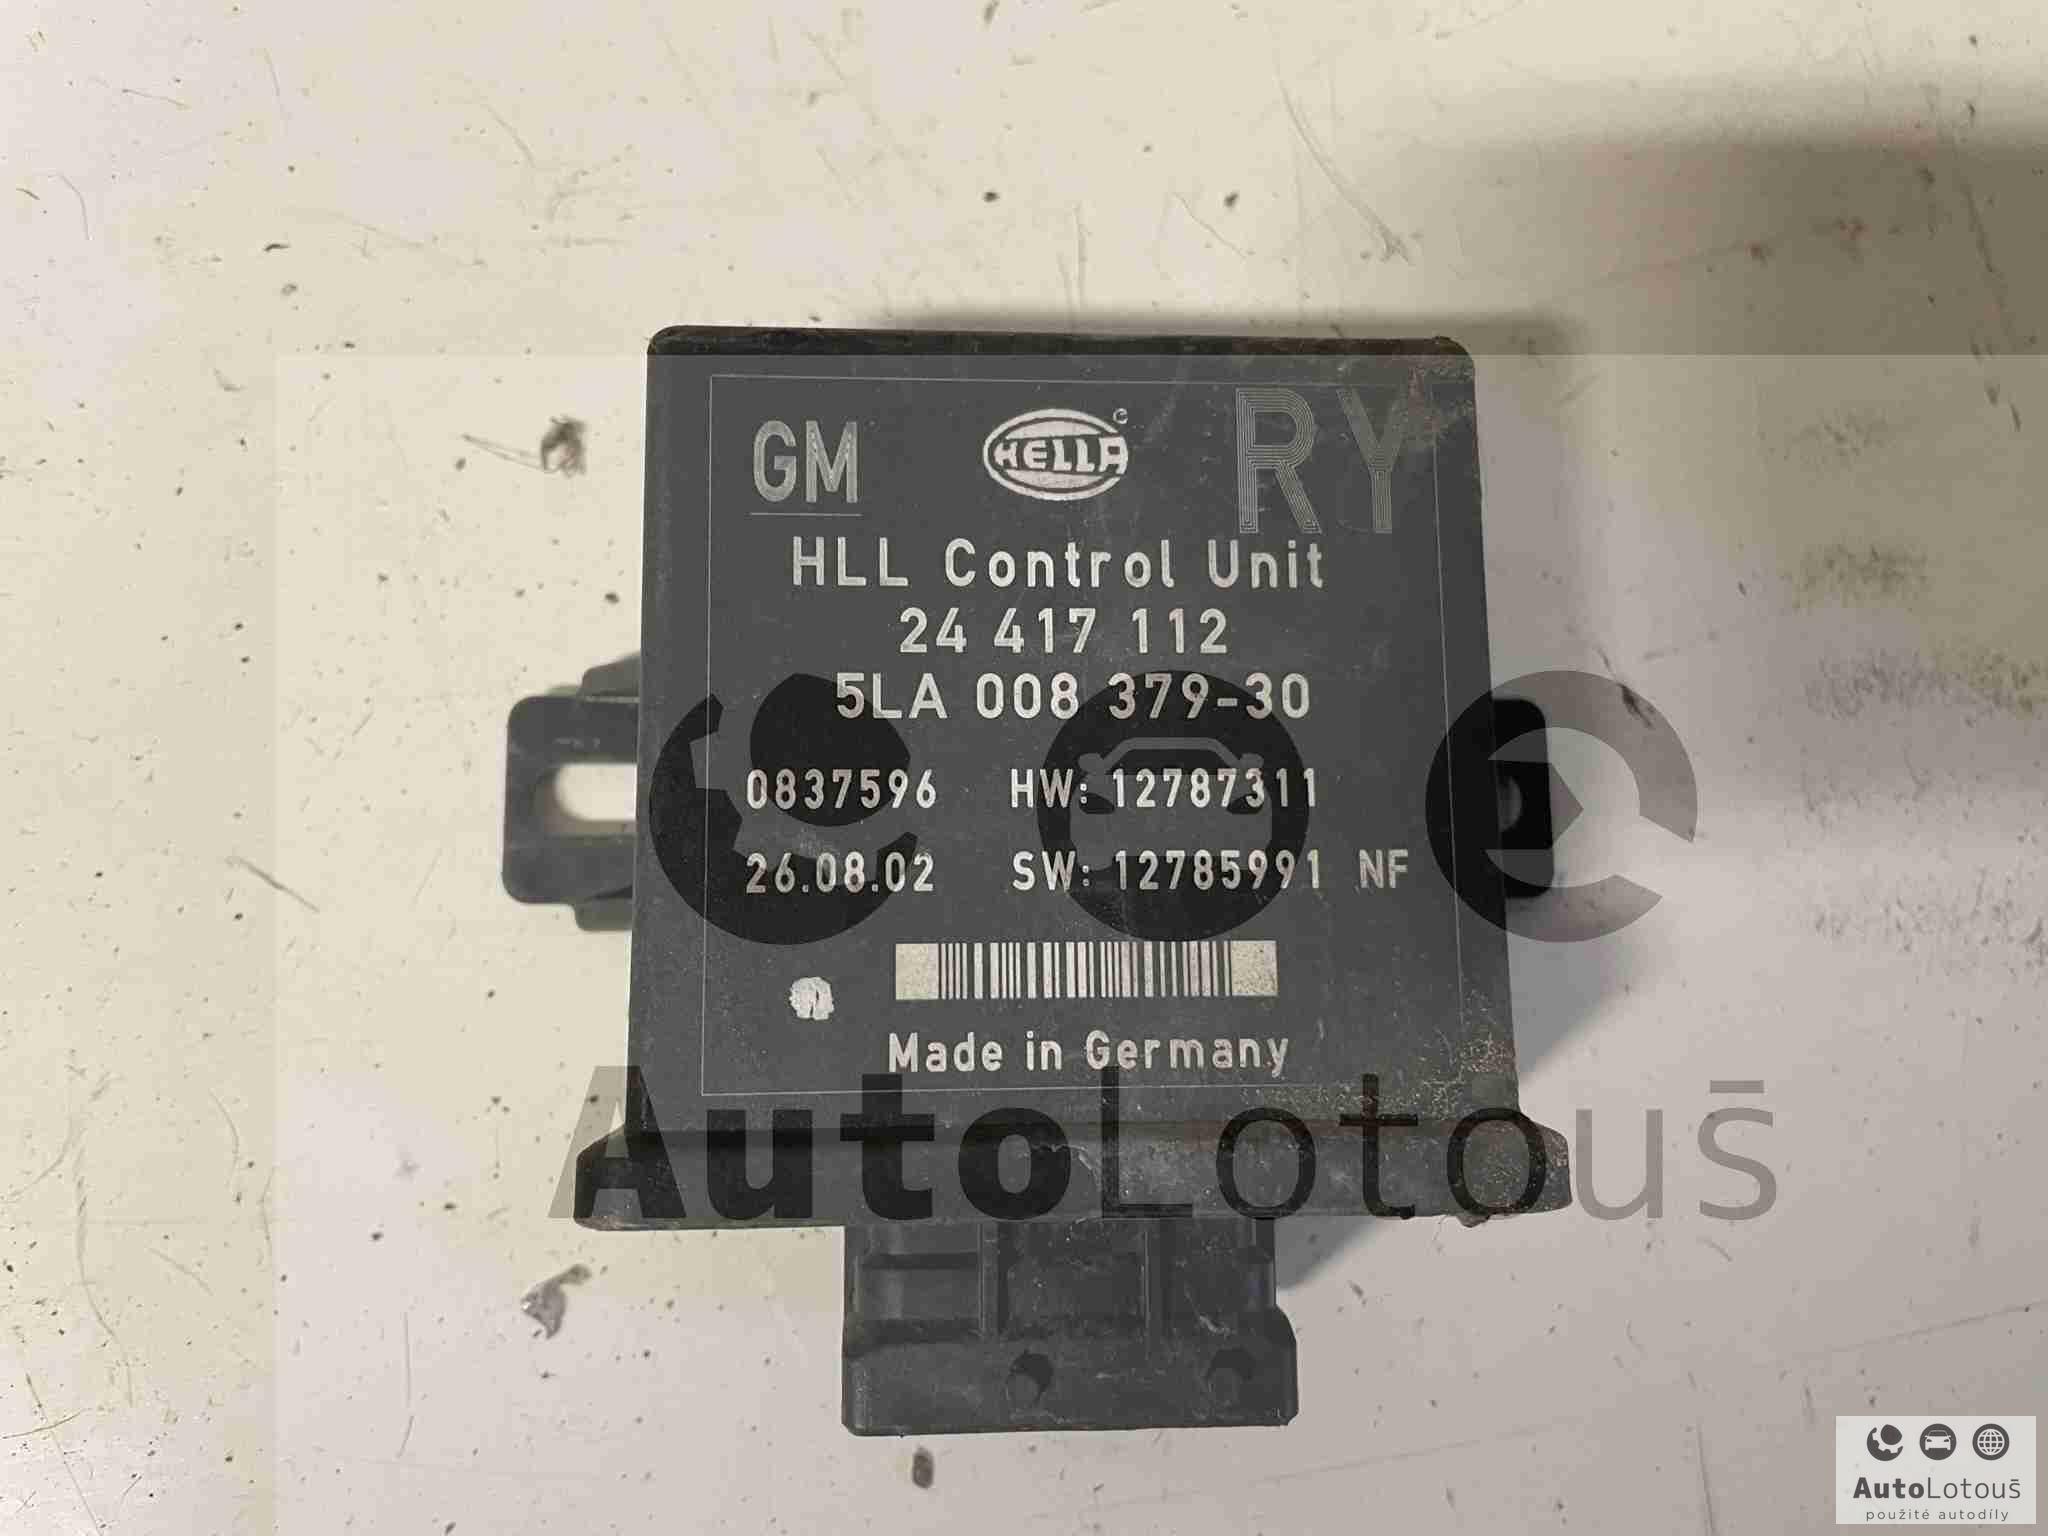 GM HELLA © RY
HLL Control Unit
24 417 112
5LA 008 379-30
0837596 HW: 12787311
26.08.02 SW: 12785991 NF
Made in Germany
AutoLotouš
AutoLotouš
použité autodíly